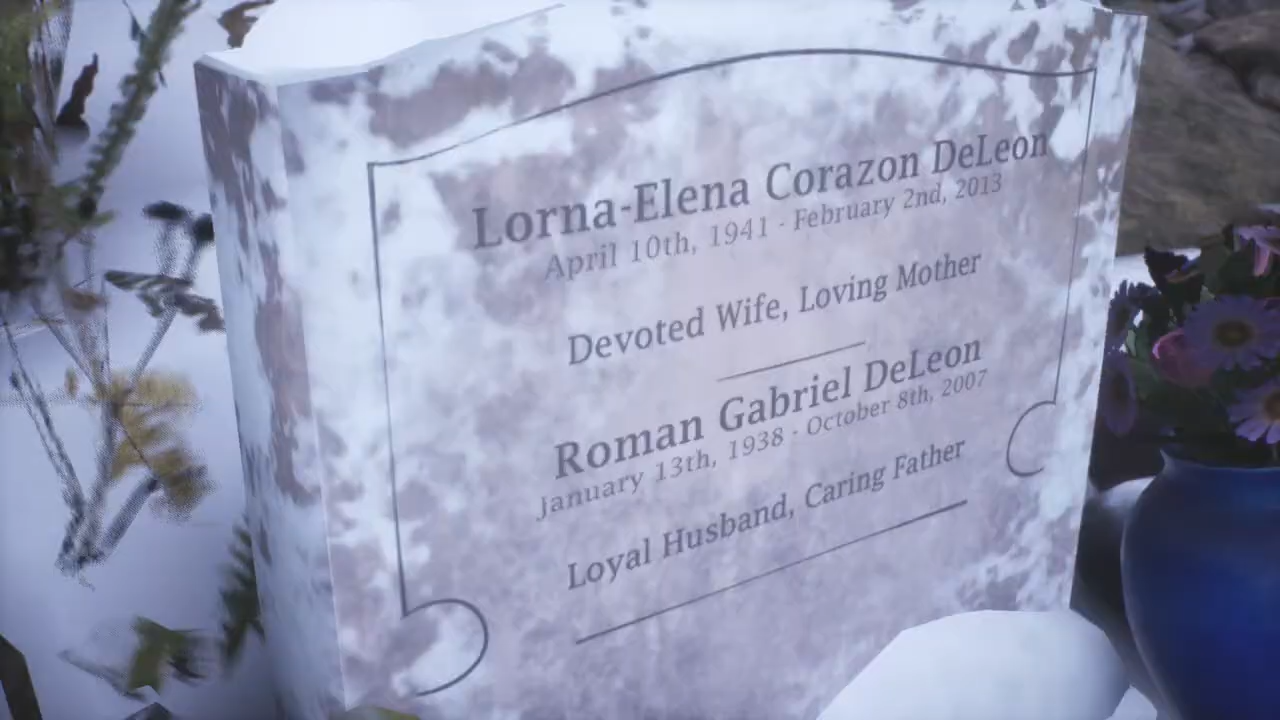 Lorna-Elena Corazon DeLeon
April 10th, 1941 - February 2nd, 2013
Devoted Wife, Loving Mother
Roman Gabriel DeLeon
January 13th, 1938 - October 8th, 2007
Loyal Husband, Caring Father